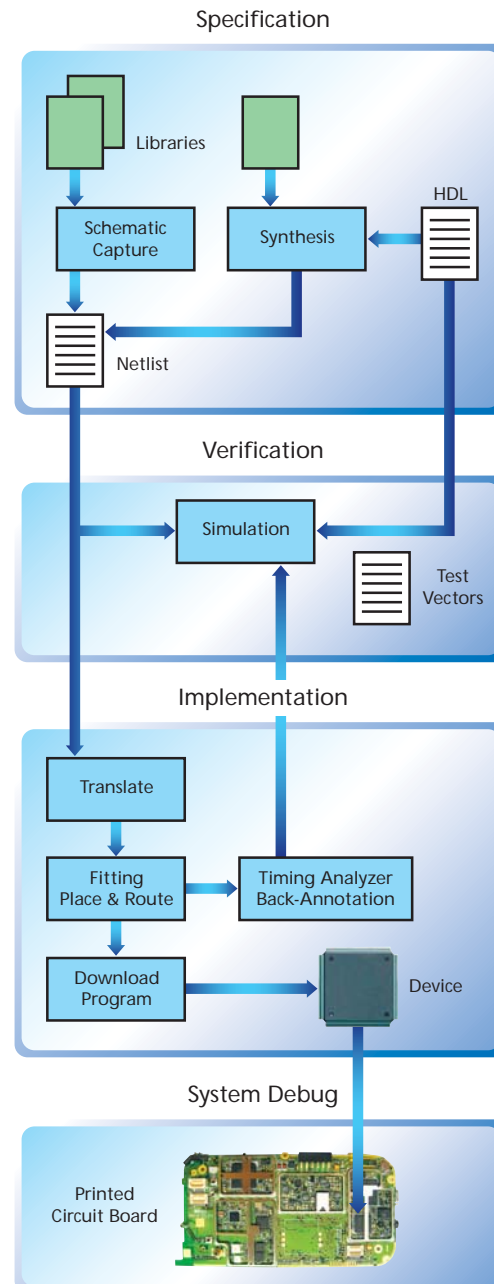 Specification
Libraries
HDL
Schematic
Capture
Synthesis
Netlist
Verification
Simulation
Test
Vectors
Implementation
Translate
Fitting
Place & Route
Timing Analyzer
Back-Annotation
Download
Program
Device
System Debug
Printed
Circuit Board